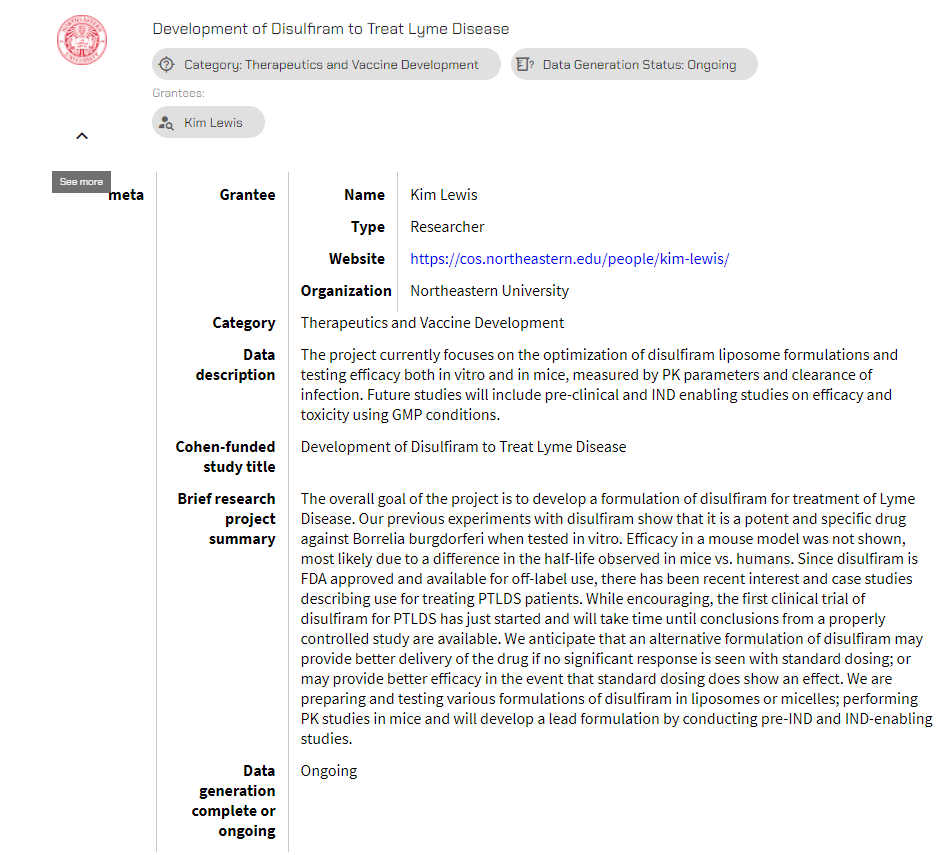 Development of Disulfiram to Treat Lyme Disease
Category: Therapeutics and Vaccine Development
Data Generation Status: Ongoing
Grantees:
Kim Lewis
See more
meta
Grantee
Name
Kim Lewis
Type
Researcher
Website
https://cos.northeastern.edu/people/kim-lewis/
Organization
Northeastern University
Category
Therapeutics and Vaccine Development
Data
description
The project currently focuses on the optimization of disulfiram liposome formulations and
testing efficacy both in vitro and in mice, measured by PK parameters and clearance of
infection. Future studies will include pre-clinical and IND enabling studies on efficacy and
toxicity using GMP conditions.
Cohen-funded
study title
Development of Disulfiram to Treat Lyme Disease
Brief research
project
summary
The overall goal of the project is to develop a formulation of disulfiram for treatment of Lyme
Disease. Our previous experiments with disulfiram show that it is a potent and specific drug
against Borrelia burgdorferi when tested in vitro. Efficacy in a mouse model was not shown,
most likely due to a difference in the half-life observed in mice vs. humans. Since disulfiram is
FDA approved and available for off-label use, there has been recent interest and case studies
describing use for treating PTLDS patients. While encouraging, the first clinical trial of
disulfiram for PTLDS has just started and will take time until conclusions from a properly
controlled study are available. We anticipate that an alternative formulation of disulfiram may
provide better delivery of the drug if no significant response is seen with standard dosing; or
may provide better efficacy in the event that standard dosing does show an effect. We are
preparing and testing various formulations of disulfiram in liposomes or micelles; performing
PK studies in mice and will develop a lead formulation by conducting pre-IND and IND-enabling
studies.
Data
generation
complete or
ongoing
Ongoing